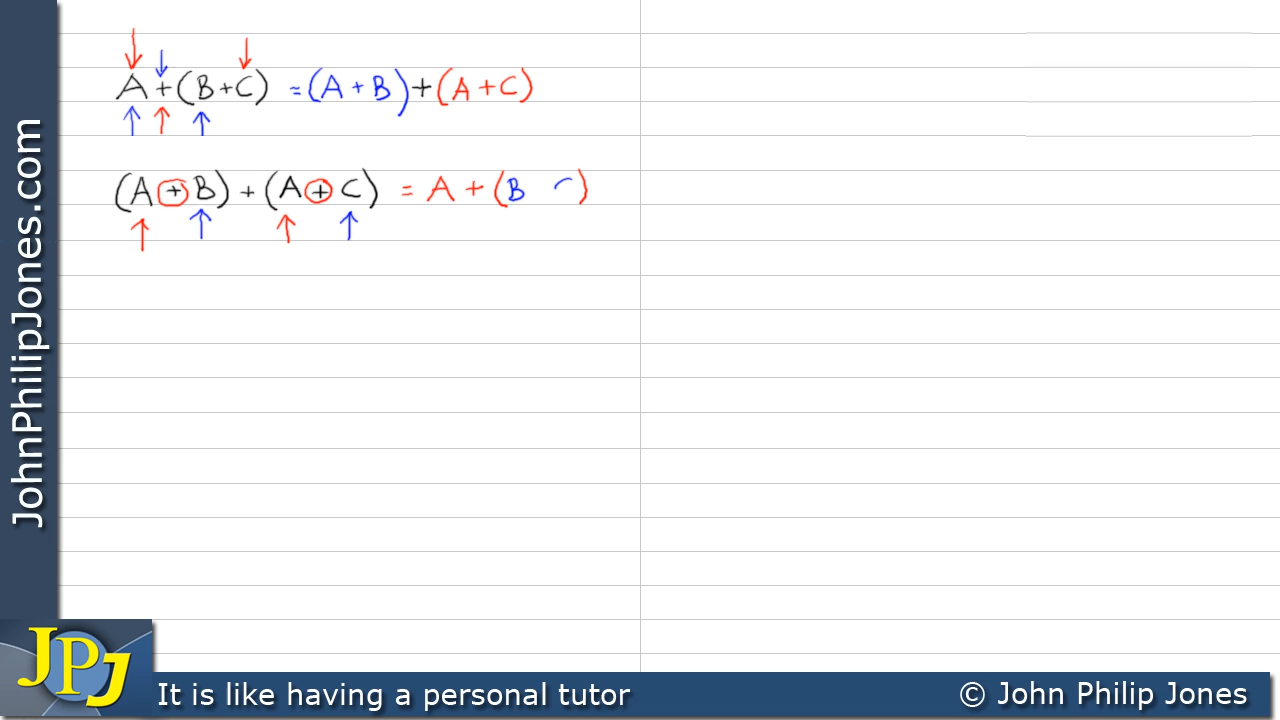 A+(B+C) = (A+B)+(A+C)
(A+B)+(A+C) = A+(B )
JohnPhilipJones.com
JPJ
It is like having a personal tutor
© John Philip Jones